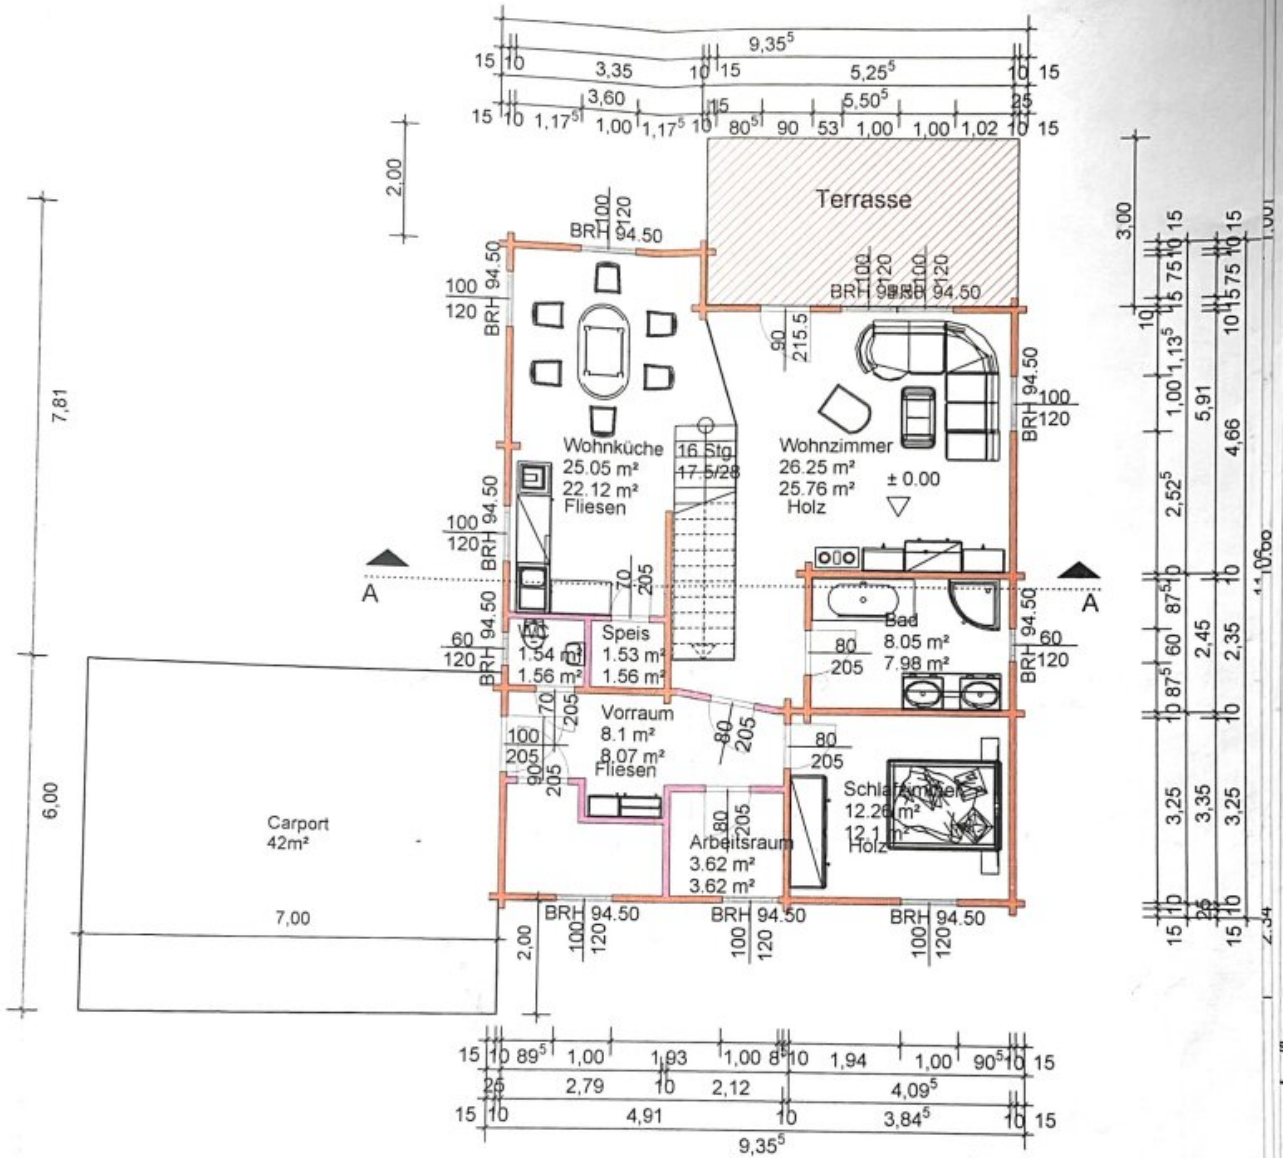 9,35⁵
15 10 3,35 10 15 5,25⁵ 10 15
3,60 15 5,50⁵ 25
15 10 1,17⁵ 1,00 1,17⁵ 10 80⁵ 90 53 1,00 1,00 1,02 10 15
2,00
3,00
Terrasse
100
120
BRH 94.50
100
120
100
120
BRH 94.50
100
120
BRH 94.50
90
215.5
7,81
Wohnküche
25.05 m²
22.12 m²
Fliesen
16 Stg
17.5/28
Wohnzimmer
26.25 m²
25.76 m²
Holz
± 0.00
100
120
BRH 94.50
100
120
BRH 94.50
A
A
70
205
60
120
BRH 94.50
WC
1.54 m²
1.56 m²
Speis
1.53 m²
1.56 m²
Bad
8.05 m²
7.98 m²
80
205
60
120
BRH 94.50
70
205
Vorraum
8.1 m²
8.07 m²
Fliesen
100
205
90
205
80
205
80
205
Schlafzimmer
12.26 m²
12.1 m²
Holz
80
205
Arbeitsraum
3.62 m²
3.62 m²
6,00
Carport
42m²
7,00
2,00
BRH 94.50
100
120
BRH 94.50
100
120
BRH 94.50
100
120
15 10 75 15 10 1,13⁵ 1,00 2,52⁵ 10 87⁵ 60 87⁵ 10 3,25 10 15
5,91 2,45 3,35 25
15 10 75 15 10 4,66 10 2,35 10 3,25 10 15
2.34
15 10 89⁵ 1,00 1,93 1,00 8⁵ 10 1,94 1,00 90⁵ 10 15
25 2,79 10 2,12 4,09⁵
15 10 4,91 10 3,84⁵ 10 15
9,35⁵